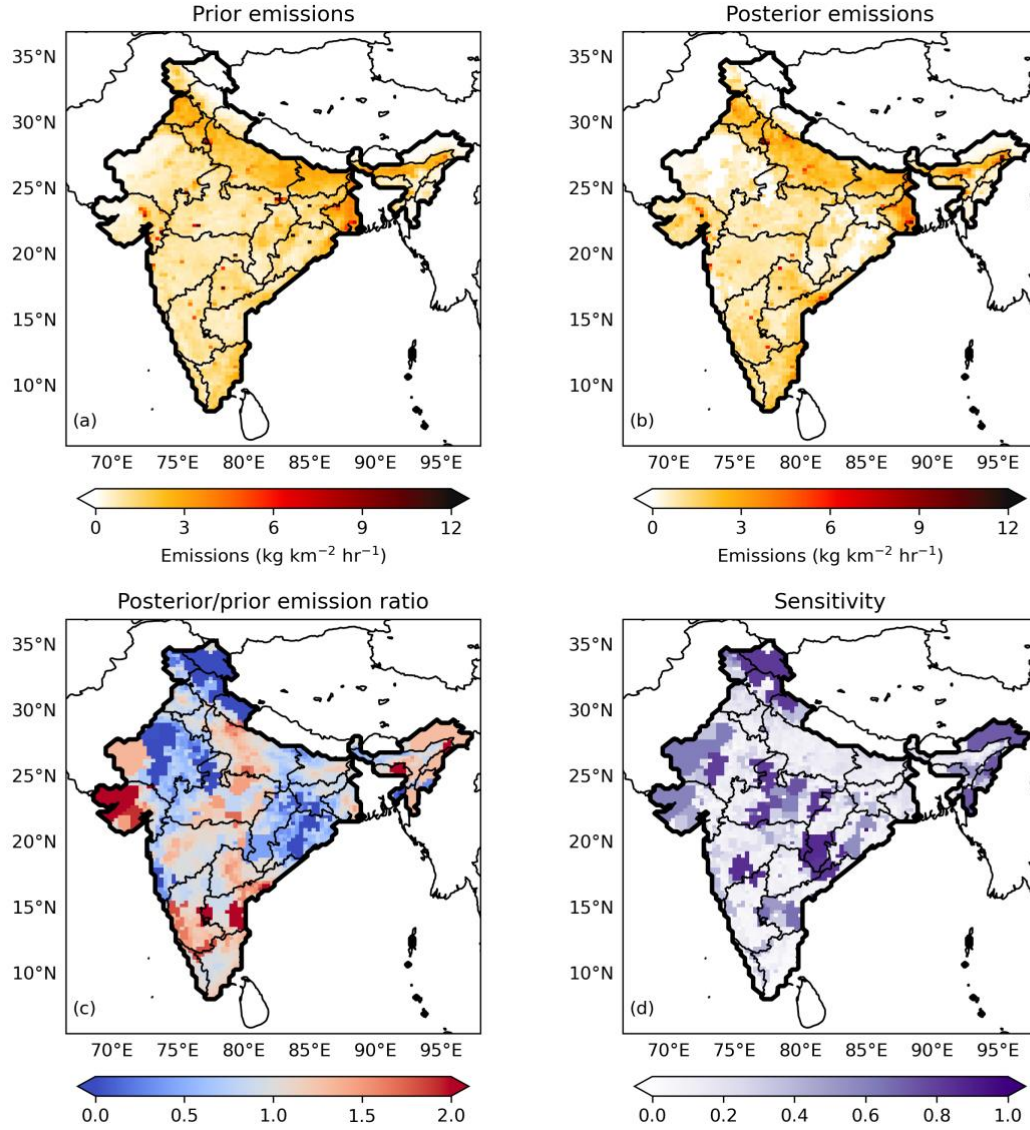 Prior emissions
35°N
30°N
25°N
20°N
15°N
10°N
(a)
70°E 75°E 80°E 85°E 90°E 95°E
0 3 6 9 12
Emissions (kg km⁻² hr⁻¹)
Posterior emissions
35°N
30°N
25°N
20°N
15°N
10°N
(b)
70°E 75°E 80°E 85°E 90°E 95°E
0 3 6 9 12
Emissions (kg km⁻² hr⁻¹)
Posterior/prior emission ratio
35°N
30°N
25°N
20°N
15°N
10°N
(c)
70°E 75°E 80°E 85°E 90°E 95°E
0.0 0.5 1.0 1.5 2.0
Sensitivity
35°N
30°N
25°N
20°N
15°N
10°N
(d)
70°E 75°E 80°E 85°E 90°E 95°E
0.0 0.2 0.4 0.6 0.8 1.0